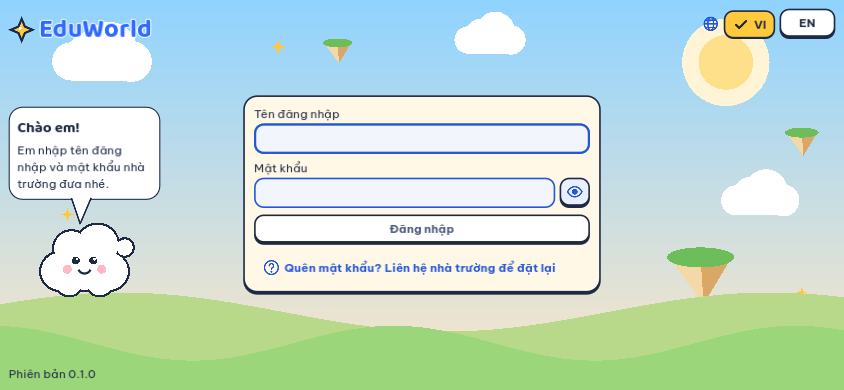 EduWorld
VI
EN
Chào em!
Em nhập tên đăng
nhập và mật khẩu nhà
trường đưa nhé.
Tên đăng nhập
Mật khẩu
Đăng nhập
Quên mật khẩu? Liên hệ nhà trường để đặt lại
Phiên bản 0.1.0